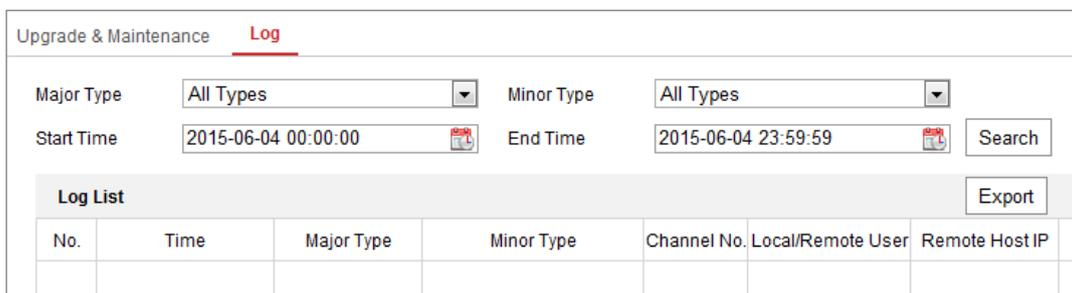 Upgrade & Maintenance Log
Major Type All Types Minor Type All Types
Start Time 2015-06-04 00:00:00 End Time 2015-06-04 23:59:59 Search
Log List Export
No. Time Major Type Minor Type Channel No. Local/Remote User Remote Host IP